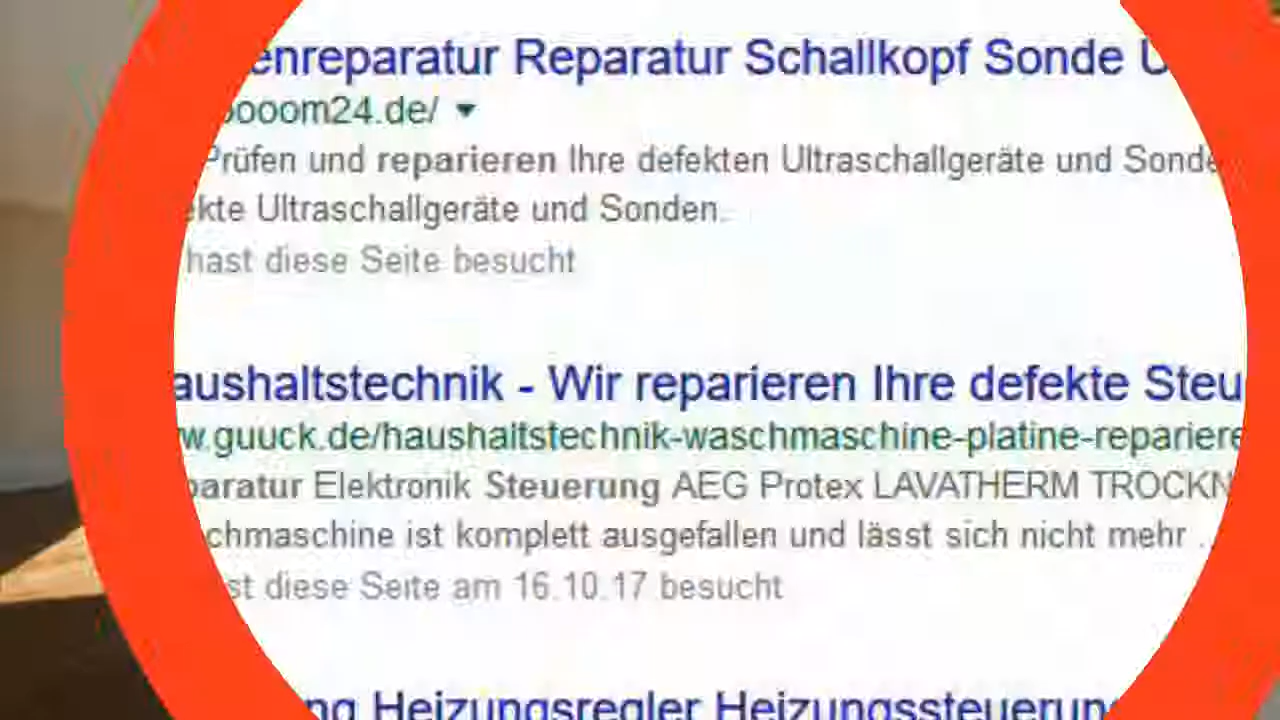 enreparatur Reparatur Schallkopf Sonde U
oooom24.de/
Prüfen und reparieren Ihre defekten Ultraschallgeräte und Sonde
ekte Ultraschallgeräte und Sonden.
hast diese Seite besucht
aushaltstechnik - Wir reparieren Ihre defekte Steu
w.guuck.de/haushaltstechnik-waschmaschine-platine-repariere
paratur Elektronik Steuerung AEG Protex LAVATHERM TROCKN
chmaschine ist komplett ausgefallen und lässt sich nicht mehr ...
st diese Seite am 16.10.17 besucht
ng Heizungsregler Heizungssteuerung